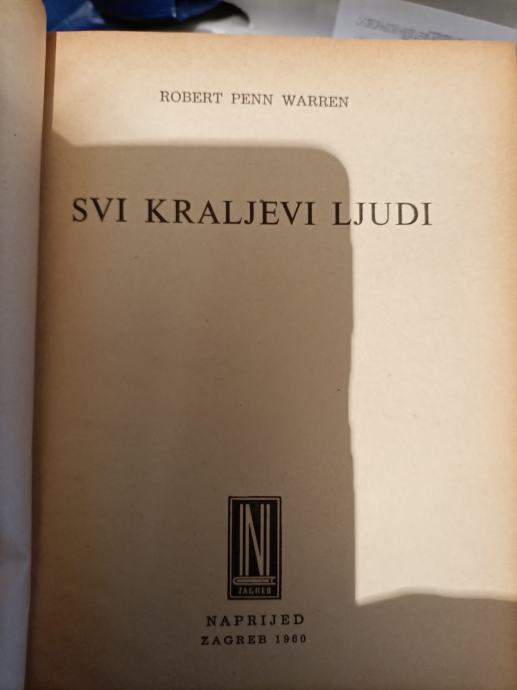 ROBERT PENN WARREN
SVI KRALJEVI LJUDI
N
ZAGREB
NAPRIJED
ZAGREB 1960